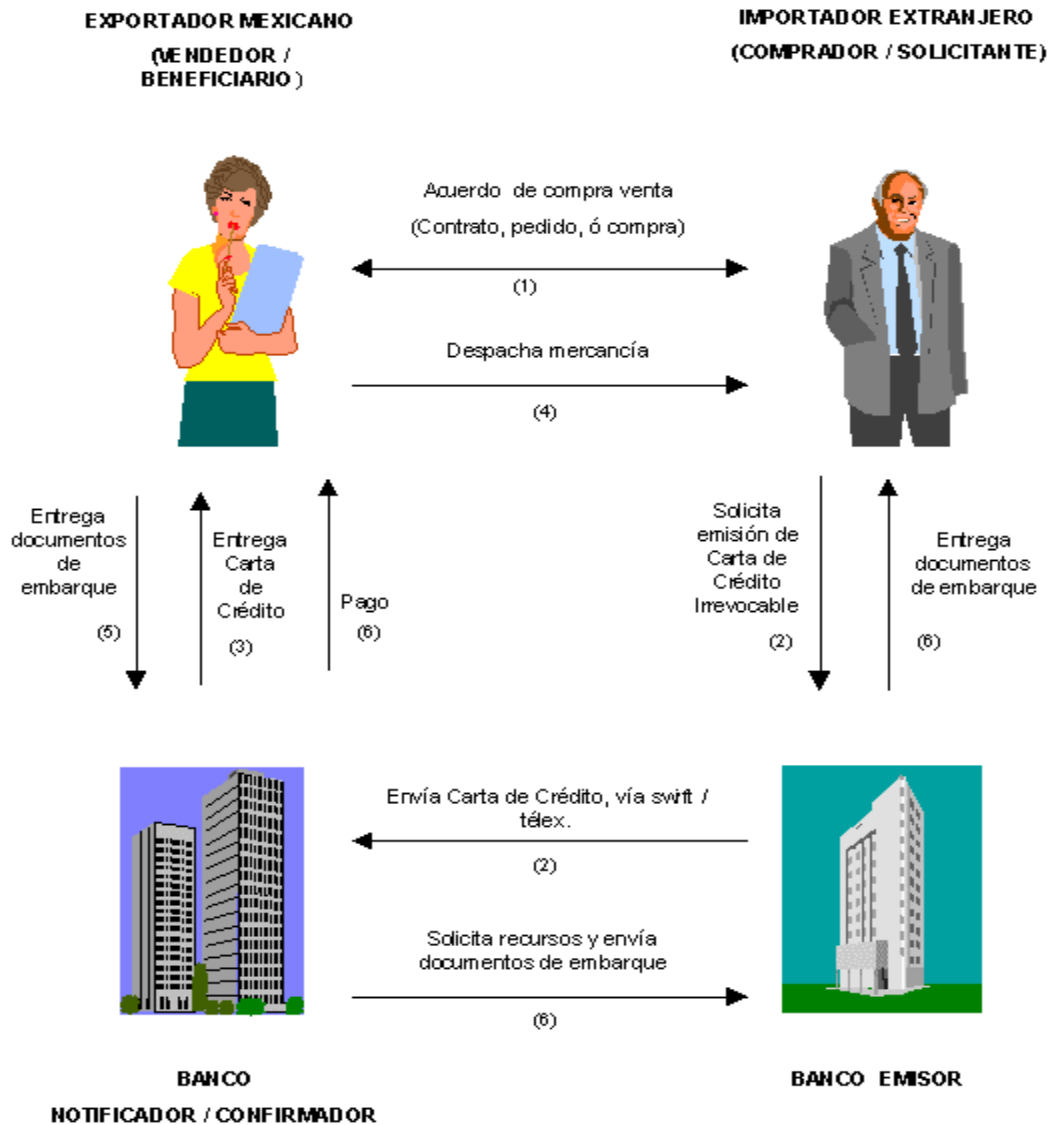 EXPORTADOR MEXICANO
(VENDEDOR /
BENEFICIARIO )
IMPORTADOR EXTRANJERO
(COMPRADOR / SOLICITANTE)
Acuerdo de compra venta
(Contrato, pedido, ó compra)
(1)
Despacha mercancía
(4)
Entrega
documentos
de
embarque
(5)
Entrega
Carta
de
Crédito
(3)
Pago
(6)
Solicita
emisión de
Carta de
Crédito
Irrevocable
(2)
Entrega
documentos
de embarque
(6)
Envía Carta de Crédito, vía swift /
télex.
(2)
Solicita recursos y envía
documentos de embarque
(6)
BANCO
NOTIFICADOR / CONFIRMADOR
BANCO EMISOR